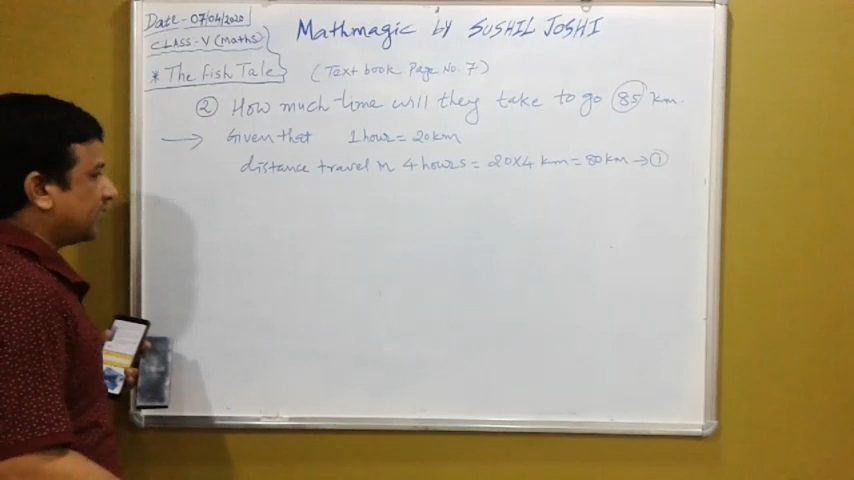 Date - 07/04/2020
Mathmagic by SUSHIL JOSHI
CLASS-V (Maths)
* The Fish Tale (Text book Page No. 7)
② How much time will they take to go 85 km.
→ Given that 1 hour = 20 km
distance travel in 4 hours = 20 x 4 km = 80 km → ①